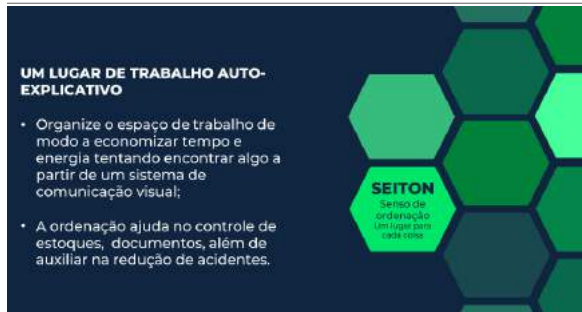 UM LUGAR DE TRABALHO AUTO-
EXPLICATIVO
• Organize o espaço de trabalho de
modo a economizar tempo e
energia tentando encontrar algo a
partir de um sistema de
comunicação visual;
• A ordenação ajuda no controle de
estoques, documentos, além de
auxiliar na redução de acidentes.
SEITON
Senso de
ordenação
Um lugar para
cada coisa